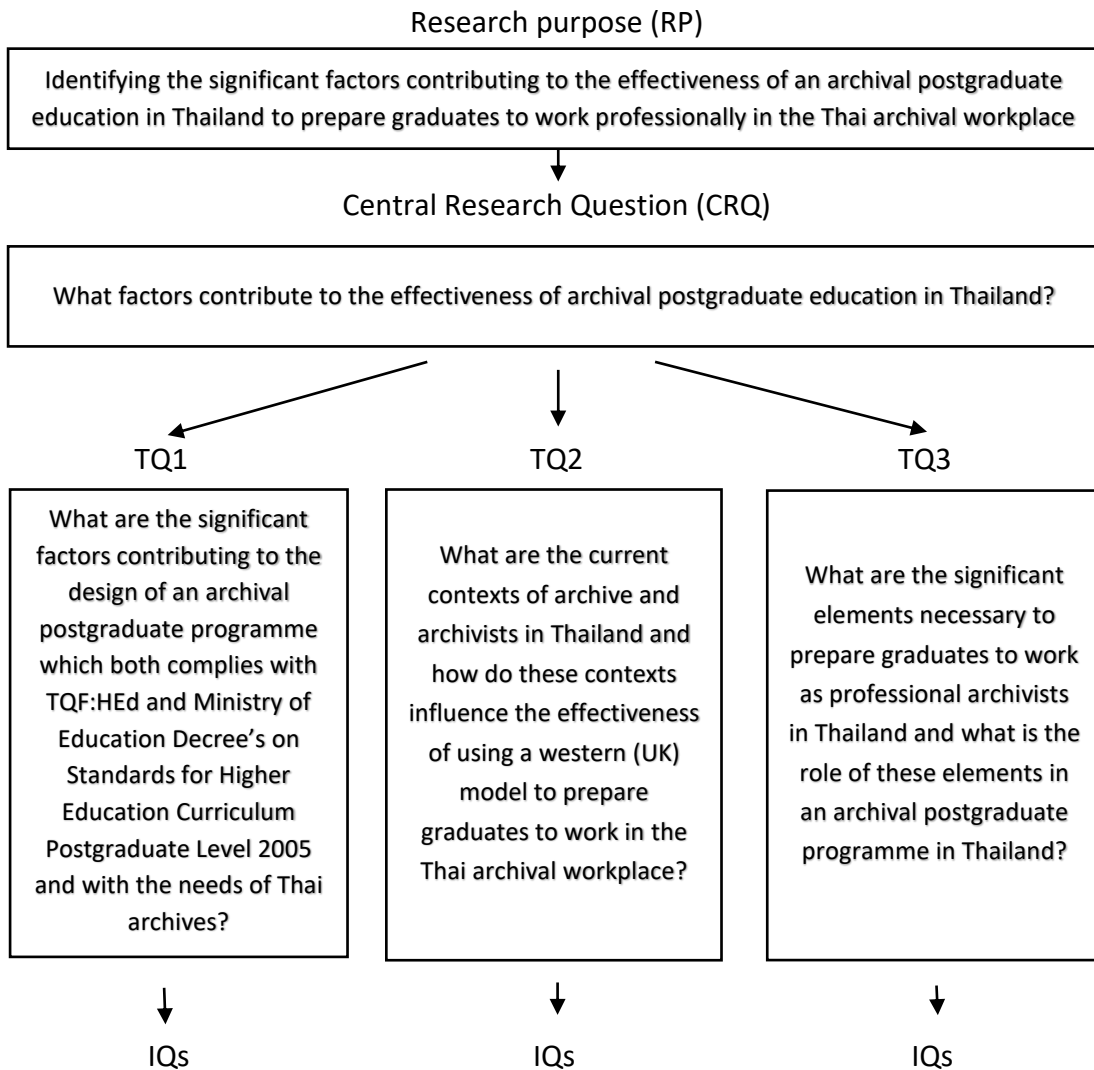 Research purpose (RP)
Identifying the significant factors contributing to the effectiveness of an archival postgraduate
education in Thailand to prepare graduates to work professionally in the Thai archival workplace
Central Research Question (CRQ)
What factors contribute to the effectiveness of archival postgraduate education in Thailand?
TQ1
What are the significant
factors contributing to the
design of an archival
postgraduate programme
which both complies with
TQF:HEd and Ministry of
Education Decree's on
Standards for Higher
Education Curriculum
Postgraduate Level 2005
and with the needs of Thai
archives?
IQs
TQ2
What are the current
contexts of archive and
archivists in Thailand and
how do these contexts
influence the effectiveness
of using a western (UK)
model to prepare
graduates to work in the
Thai archival workplace?
IQs
TQ3
What are the significant
elements necessary to
prepare graduates to work
as professional archivists
in Thailand and what is the
role of these elements in
an archival postgraduate
programme in Thailand?
IQs